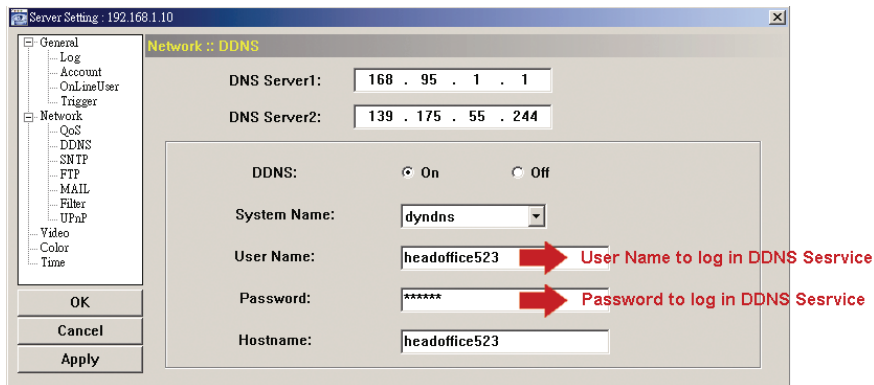 Server Setting : 192.168.1.10
General
Log
Account
OnLineUser
Trigger
Network
QoS
DDNS
SNTP
FTP
MAIL
Filter
UPnP
Video
Color
Time
OK
Cancel
Apply
Network :: DDNS
DNS Server1: 168 . 95 . 1 . 1
DNS Server2: 139 . 175 . 55 . 244
DDNS: On Off
System Name: dyndns
User Name: headoffice523 User Name to log in DDNS Sesrvice
Password: ****** Password to log in DDNS Sesrvice
Hostname: headoffice523